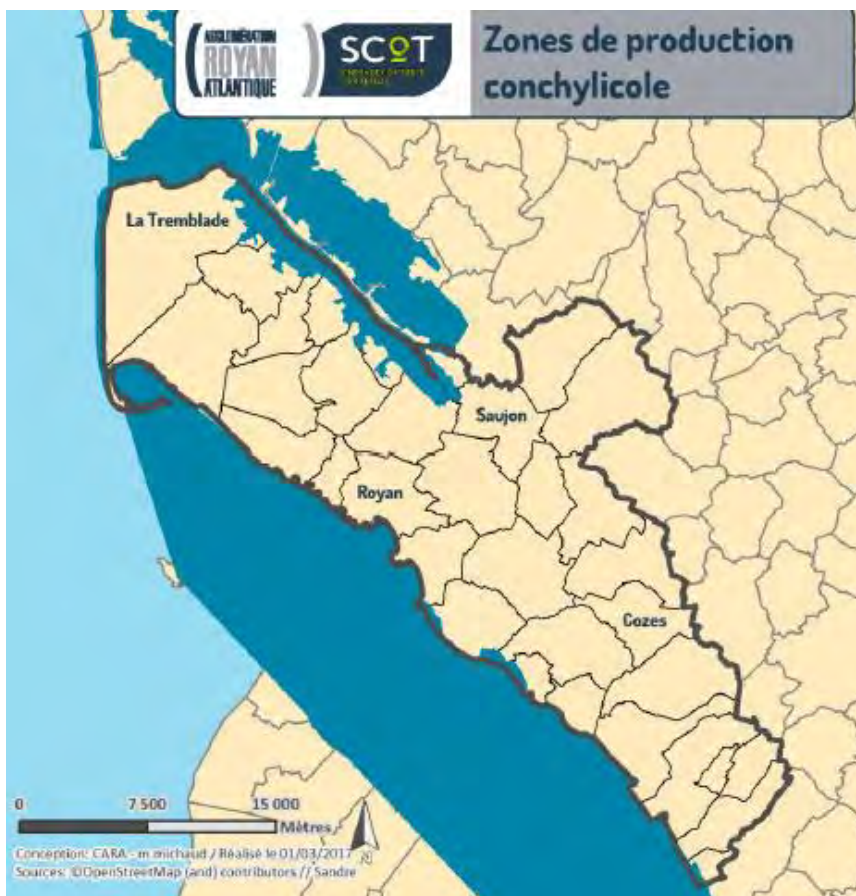 AGGLOMÉRATION
ROYAN
ATLANTIQUE
SCOT
Zones de production
conchylicole
La Tremblade
Saujon
Royan
Cozes
0 7 500 15 000
Mètres
N
Conception: CARA - m.michaud / Réalisé le 01/03/2017
Sources: ©OpenStreetMap (and) contributors // Sandre